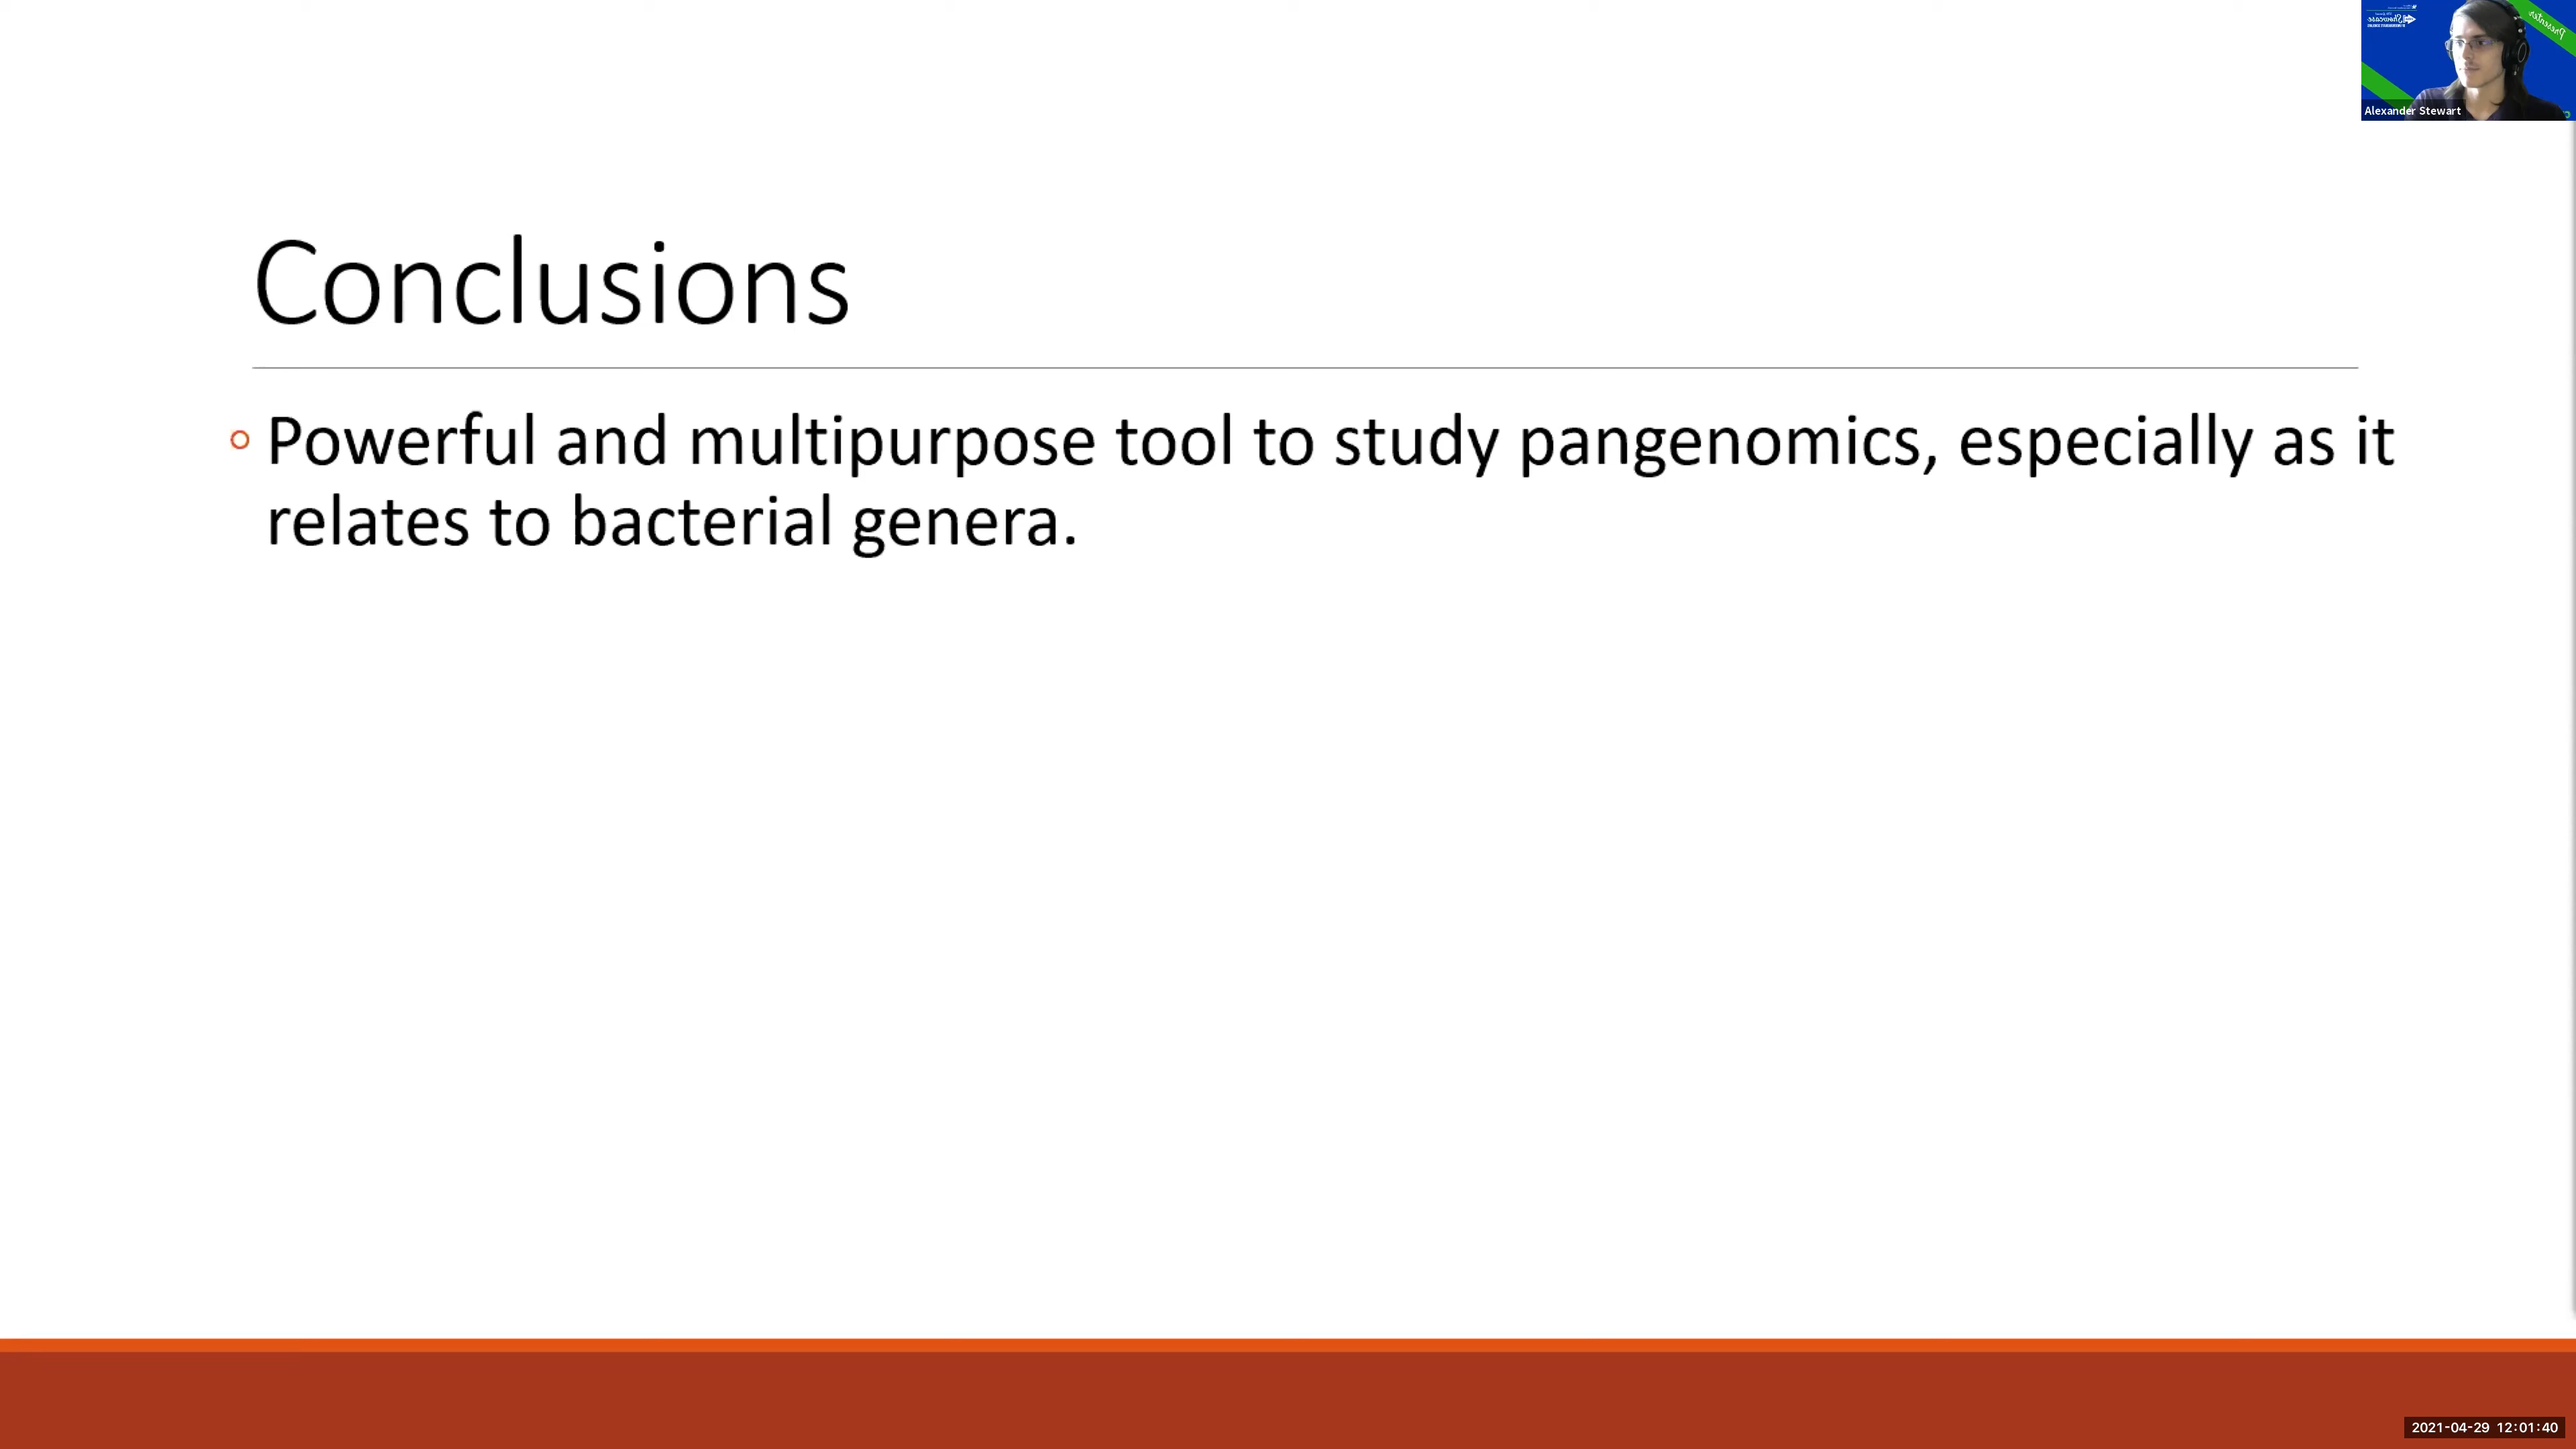 Presenter
Alexander Stewart
Conclusions
Powerful and multipurpose tool to study pangenomics, especially as it
relates to bacterial genera.
2021-04-29 12:01:40